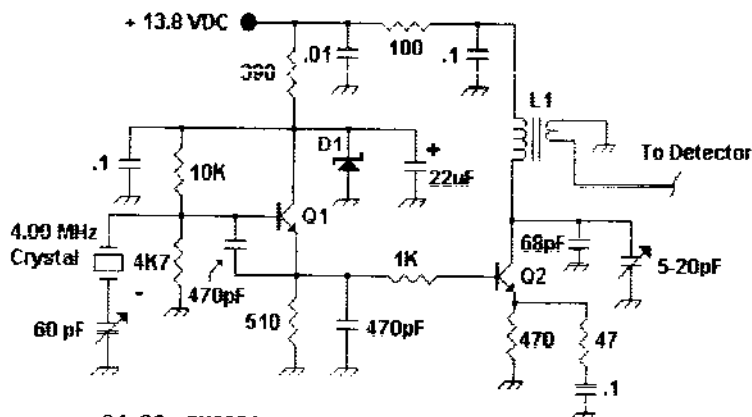 + 13.8 VDC
390
.01
100
.1
L1
.1
10K
D1
+
22uF
To Detector
Q1
4.00 MHz
Crystal
4K7
470pF
1K
Q2
68pF
5-20pF
60 pF
510
470pF
470
47
.1